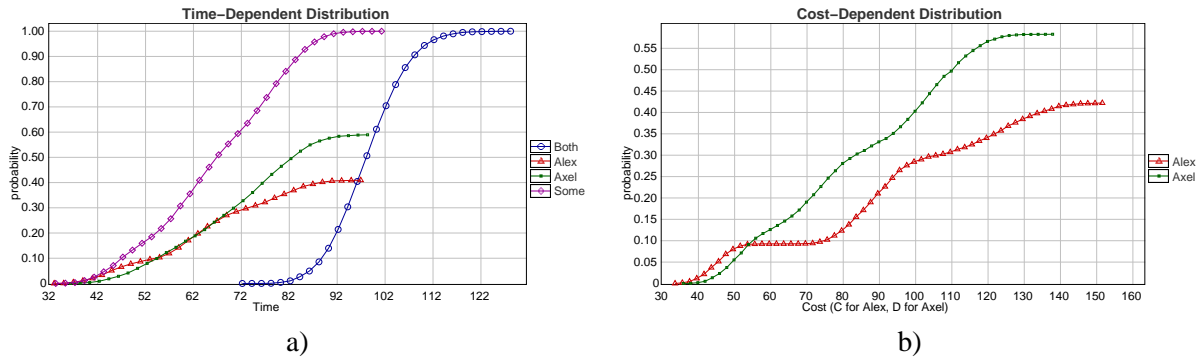 Time-Dependent Distribution
1.00
0.80
0.60
0.50
0.40
0.30
0.20
0.10
0
probability
32 42 52 62 72 82 92 102 112 122
Time
Both
Alex
Axel
Some
a)
Cost-Dependent Distribution
0.55
0.50
0.45
0.40
0.35
0.30
0.25
0.20
0.15
0.10
0.05
0
probability
30 40 50 60 70 80 90 100 110 120 130 140 150 160
Cost (C for Alex, D for Axel)
Alex
Axel
b)